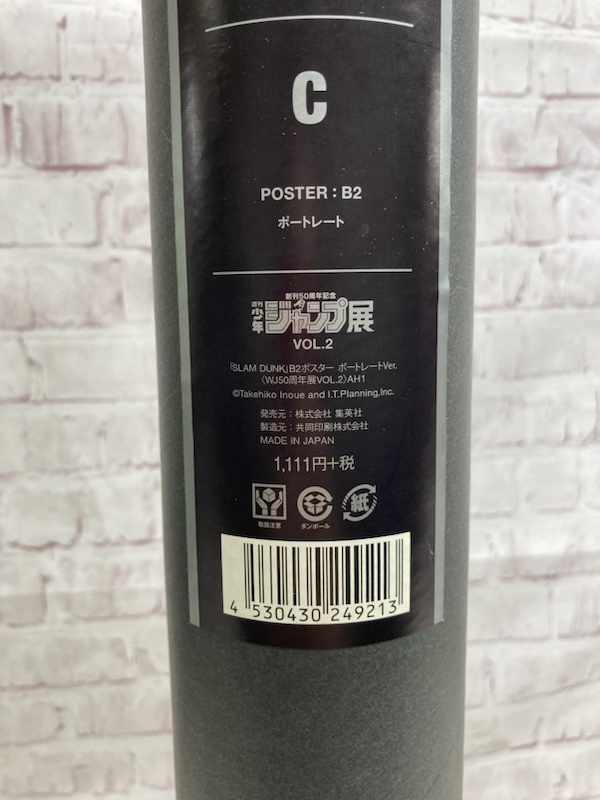 C
POSTER : B2
ポートレート
創刊50周年記念
週刊少年ジャンプ展
VOL.2
「SLAM DUNK」B2ポスター ポートレートVer.
〈WJ50周年展VOL.2〉AH1
©Takehiko Inoue and I.T.Planning,Inc.
発売元：株式会社 集英社
製造元：共同印刷株式会社
MADE IN JAPAN
1,111円+税
取扱注意 ダンボール 紙
4 530430 249213